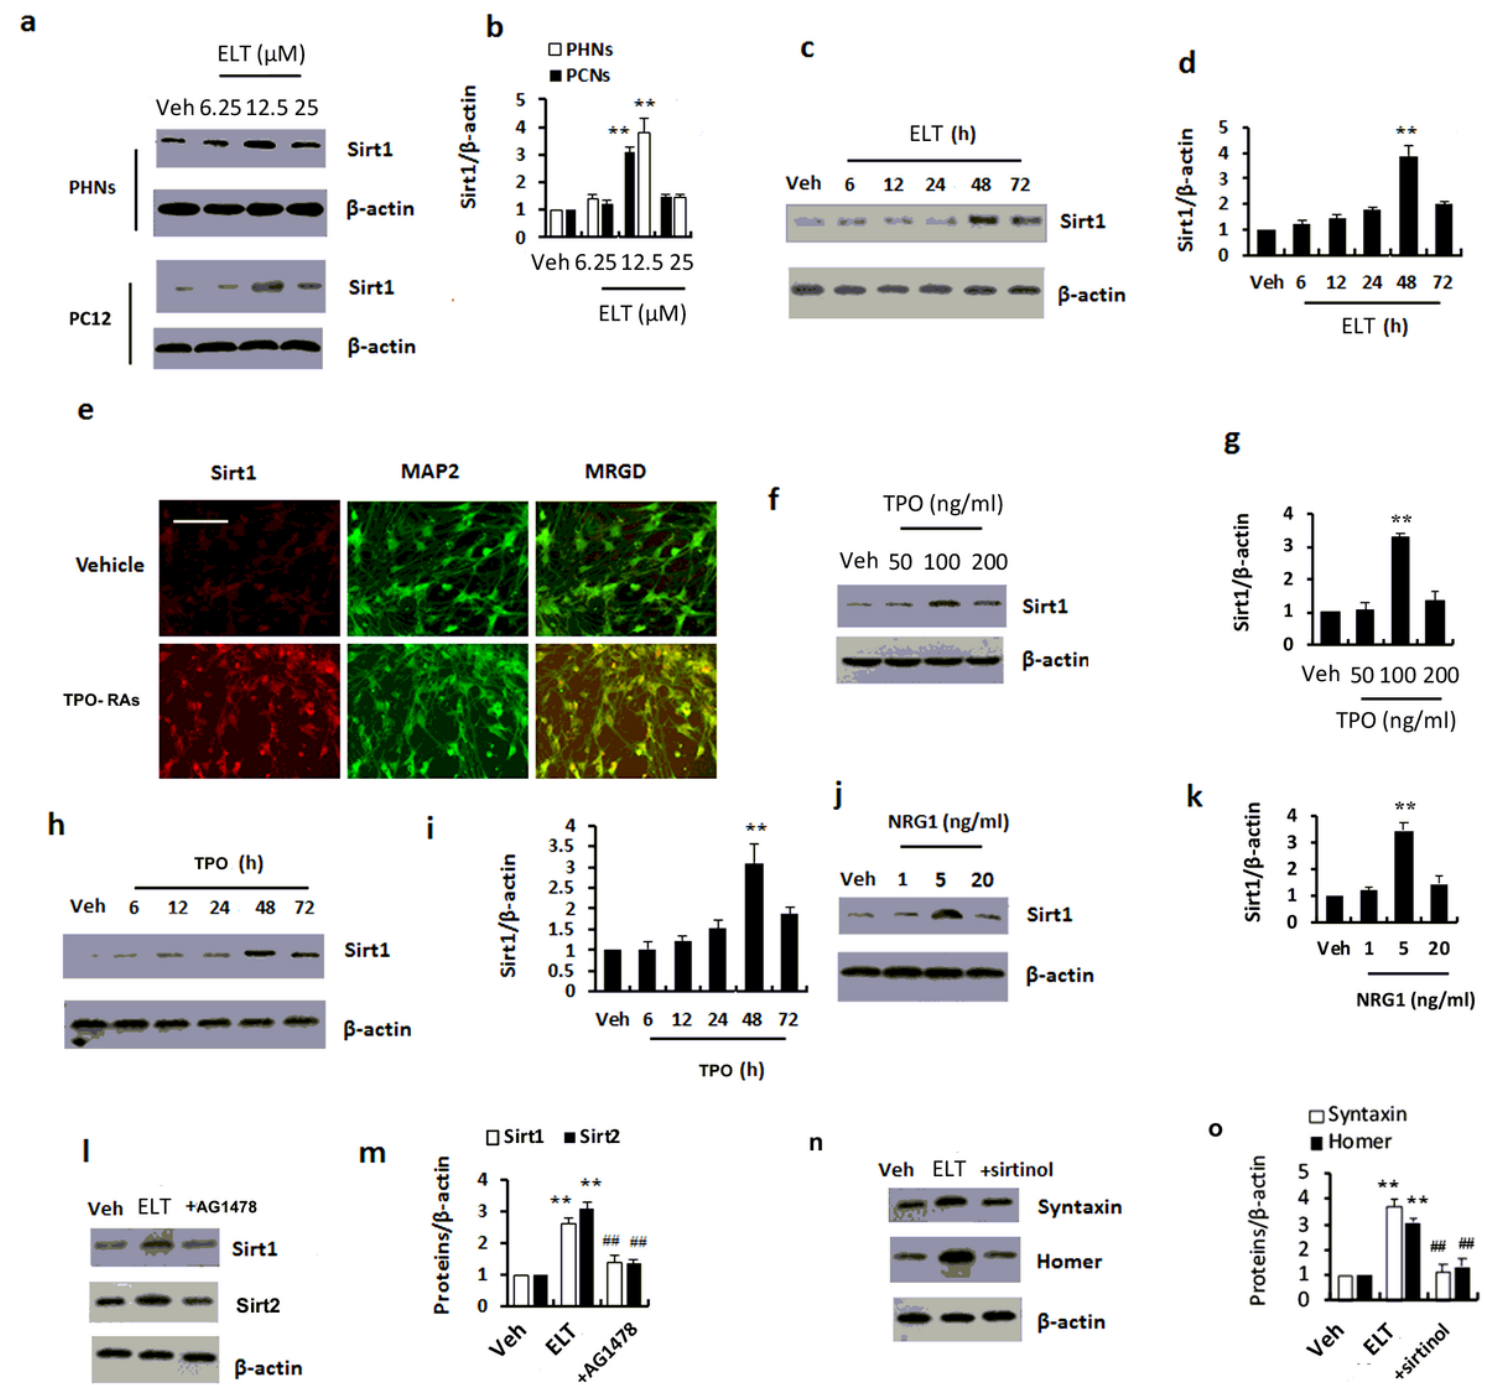 a
ELT (μM)
Veh 6.25 12.5 25
PHNs
Sirt1
β-actin
PC12
Sirt1
β-actin
b
PHNs
PCNs
Sirt1/β-actin
5
4
3
2
1
0
**
**
Veh 6.25 12.5 25
ELT (μM)
c
ELT (h)
Veh 6 12 24 48 72
Sirt1
β-actin
d
Sirt1/β-actin
5
4
3
2
1
0
**
Veh 6 12 24 48 72
ELT (h)
e
Sirt1 MAP2 MRGD
Vehicle
TPO- RAs
f
TPO (ng/ml)
Veh 50 100 200
Sirt1
β-actin
g
Sirt1/β-actin
4
3
2
1
0
**
Veh 50 100 200
TPO (ng/ml)
h
TPO (h)
Veh 6 12 24 48 72
Sirt1
β-actin
i
Sirt1/β-actin
4
3.5
3
2.5
2
1.5
1
0.5
0
**
Veh 6 12 24 48 72
TPO (h)
j
NRG1 (ng/ml)
Veh 1 5 20
Sirt1
β-actin
k
Sirt1/β-actin
4
3
2
1
0
**
Veh 1 5 20
NRG1 (ng/ml)
l
Veh ELT +AG1478
Sirt1
Sirt2
β-actin
m
Sirt1 Sirt2
Proteins/β-actin
4
3
2
1
0
**
**
##
##
Veh ELT +AG1478
n
Veh ELT +sirtinol
Syntaxin
Homer
β-actin
o
Syntaxin
Homer
Proteins/β-actin
5
4
3
2
1
0
**
**
##
##
Veh ELT +sirtinol